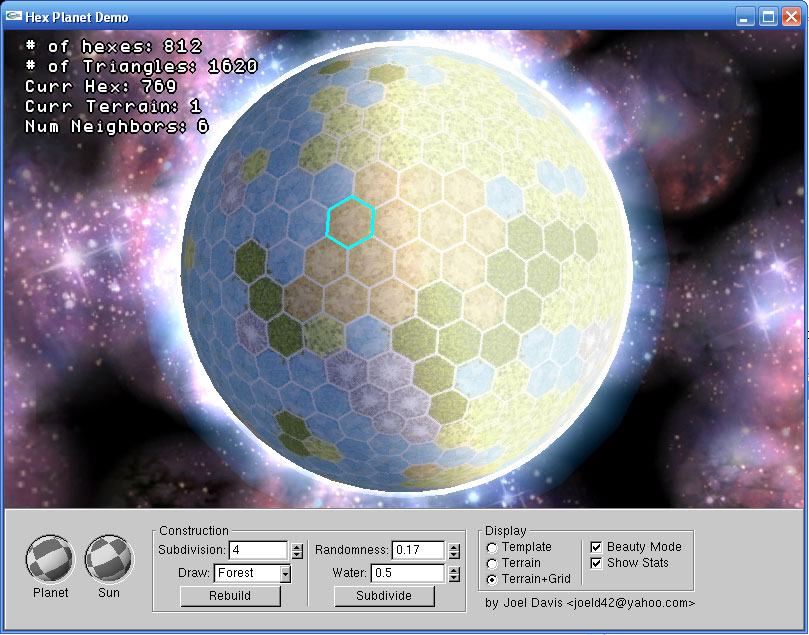 Hex Planet Demo
# of hexes: 812
# of Triangles: 1620
Curr Hex: 769
Curr Terrain: 1
Num Neighbors: 6
Construction
Subdivision: 4
Randomness: 0.17
Draw: Forest
Water: 0.5
Rebuild
Subdivide
Planet
Sun
Display
Template
Terrain
Terrain+Grid
Beauty Mode
Show Stats
by Joel Davis <joeld42@yahoo.com>